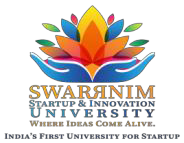 SWARRNIM
STARTUP & INNOVATION
UNIVERSITY
WHERE IDEAS COME ALIVE.
INDIA'S FIRST UNIVERSITY FOR STARTUP